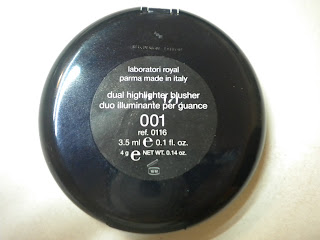 laboratori royal
parma made in italy
dual highlighter blusher
duo illuminante per guance
001
ref. 0116
3.5 ml ℮ 0.1 fl. oz.
4 g ℮ NET WT. 0.14 oz.